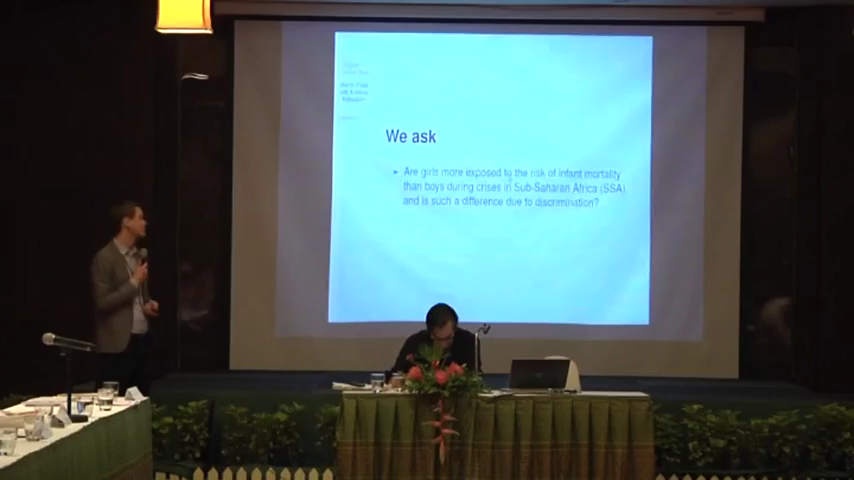 We ask
➢ Are girls more exposed to the risk of infant mortality
than boys during crises in Sub-Saharan Africa (SSA)
and is such a difference due to discrimination?